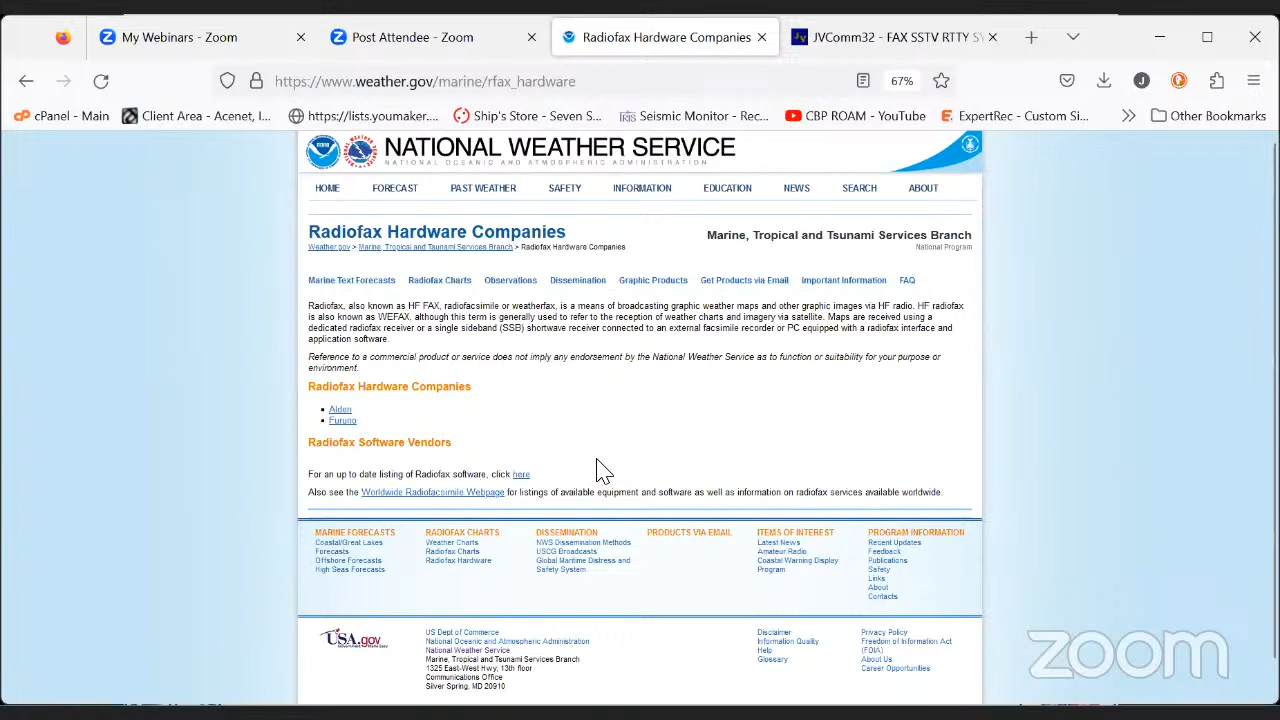 My Webinars - Zoom
Post Attendee - Zoom
Radiofax Hardware Companies
JVComm32 - FAX SSTV RTTY SY
https://www.weather.gov/marine/rfax_hardware
67%
J
cPanel - Main
Client Area - Acenet, I...
https://lists.youmaker....
Ship's Store - Seven S...
IRIS
Seismic Monitor - Rec...
CBP ROAM - YouTube
ExpertRec - Custom Si...
Other Bookmarks
NATIONAL WEATHER SERVICE
NATIONAL OCEANIC AND ATMOSPHERIC ADMINISTRATION
HOME FORECAST PAST WEATHER SAFETY INFORMATION EDUCATION NEWS SEARCH ABOUT
Radiofax Hardware Companies
Marine, Tropical and Tsunami Services Branch
Weather.gov > Marine, Tropical and Tsunami Services Branch > Radiofax Hardware Companies
National Program
Marine Text Forecasts Radiofax Charts Observations Dissemination Graphic Products Get Products via Email Important Information FAQ
Radiofax, also known as HF FAX, radiofacsimile or weatherfax, is a means of broadcasting graphic weather maps and other graphic images via HF radio. HF radiofax
is also known as WEFAX, although this term is generally used to refer to the reception of weather charts and imagery via satellite. Maps are received using a
dedicated radiofax receiver or a single sideband (SSB) shortwave receiver connected to an external facsimile recorder or PC equipped with a radiofax interface and
application software.
Reference to a commercial product or service does not imply any endorsement by the National Weather Service as to function or suitability for your purpose or
environment.
Radiofax Hardware Companies
Alden
Furuno
Radiofax Software Vendors
For an up to date listing of Radiofax software, click here
Also see the Worldwide Radiofacsimile Webpage for listings of available equipment and software as well as information on radiofax services available worldwide.
MARINE FORECASTS
Coastal/Great Lakes
Forecasts
Offshore Forecasts
High Seas Forecasts
RADIOFAX CHARTS
Weather Charts
Radiofax Charts
Radiofax Hardware
DISSEMINATION
NWS Dissemination Methods
USCG Broadcasts
Global Maritime Distress and
Safety System
PRODUCTS VIA EMAIL
ITEMS OF INTEREST
Latest News
Amateur Radio
Coastal Warning Display
Program
PROGRAM INFORMATION
Recent Updates
Feedback
Publications
Safety
Links
About
Contacts
USA.gov
US Dept of Commerce
National Oceanic and Atmospheric Administration
National Weather Service
Marine, Tropical and Tsunami Services Branch
1325 East-West Hwy, 13th floor
Communications Office
Silver Spring, MD 20910
Disclaimer
Information Quality
Help
Glossary
Privacy Policy
Freedom of Information Act
(FOIA)
About Us
Career Opportunities
zoom